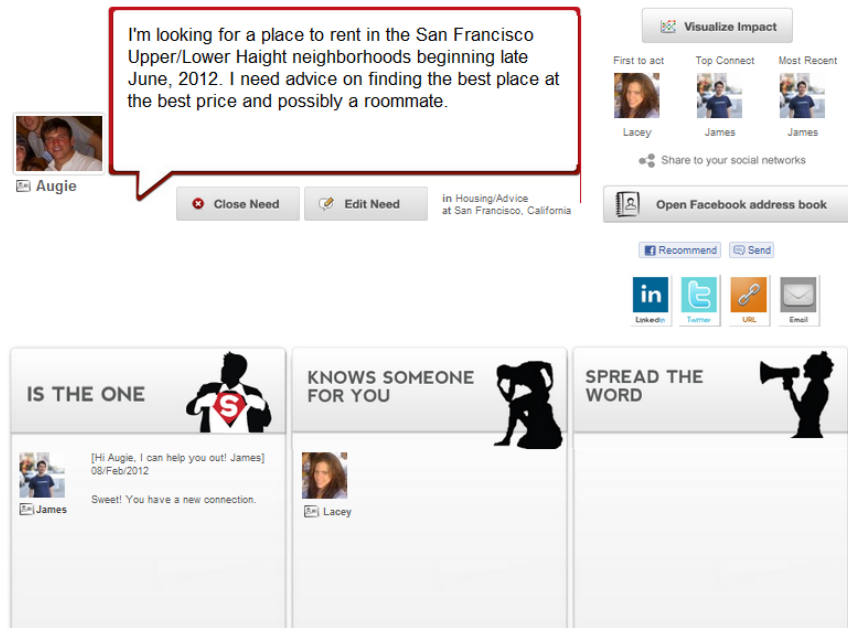 I'm looking for a place to rent in the San Francisco
Upper/Lower Haight neighborhoods beginning late
June, 2012. I need advice on finding the best place at
the best price and possibly a roommate.
Augie
Close Need
Edit Need
in Housing/Advice
at San Francisco, California
Visualize Impact
First to act
Top Connect
Most Recent
Lacey
James
James
Share to your social networks
Open Facebook address book
Recommend
Send
in
LinkedIn
Twitter
URL
Email
IS THE ONE
S
KNOWS SOMEONE
FOR YOU
SPREAD THE
WORD
[Hi Augie, I can help you out! James]
08/Feb/2012
Sweet! You have a new connection.
James
Lacey